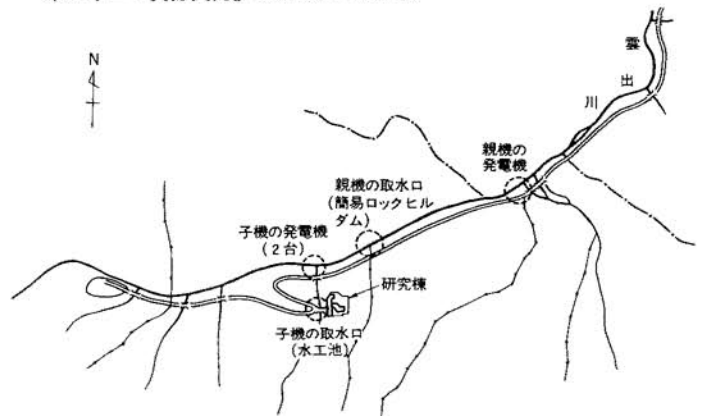 N
雲
出
川
親機の
発電機
親機の取水口
(簡易ロックヒル
ダム)
子機の発電機
(2台)
研究棟
子機の取水口
(水工池)